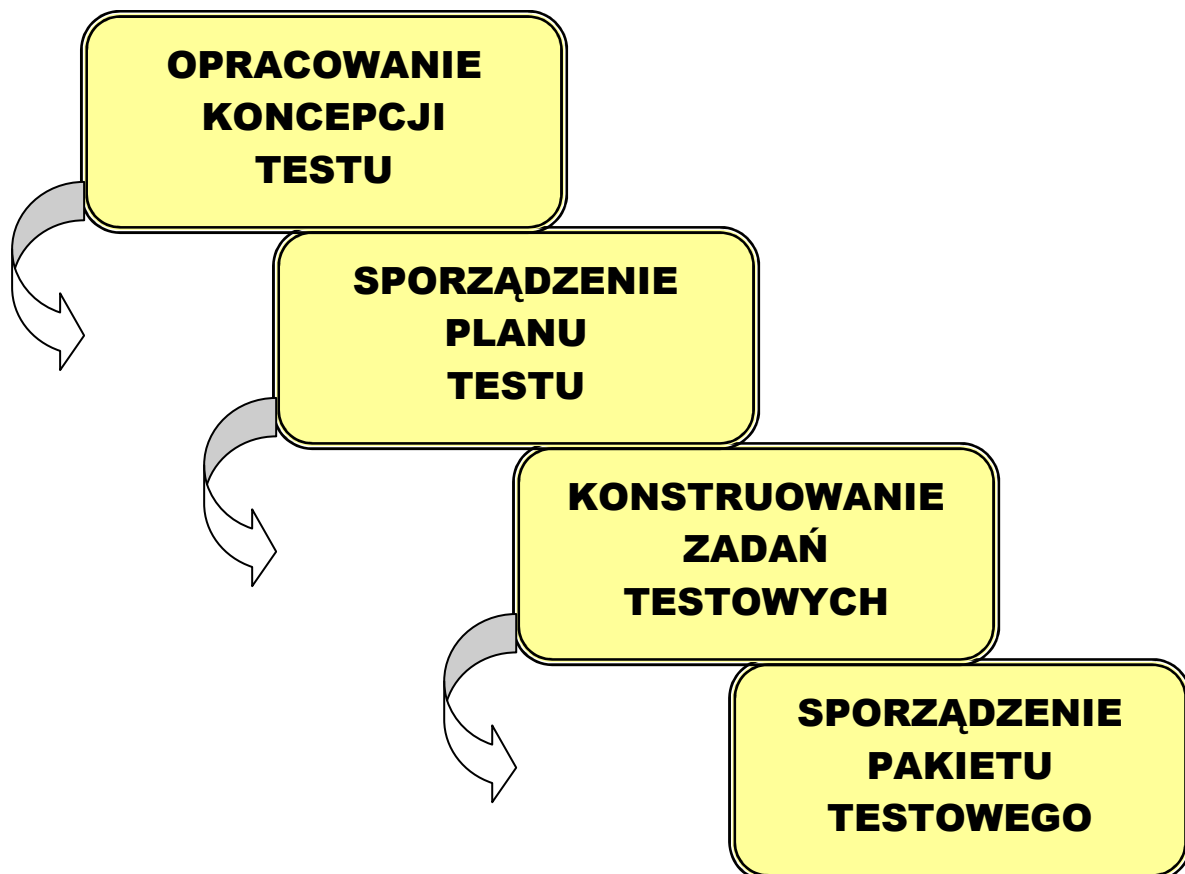 OPRACOWANIE
KONCEPCJI
TESTU
SPORZĄDZENIE
PLANU
TESTU
KONSTRUOWANIE
ZADAŃ
TESTOWYCH
SPORZĄDZENIE
PAKIETU
TESTOWEGO